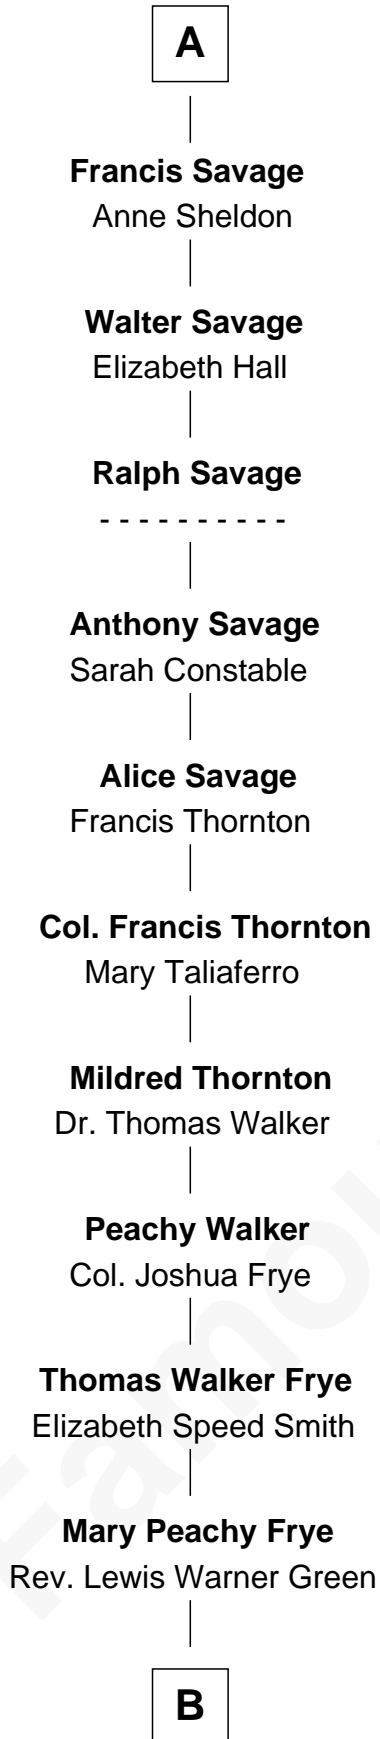 A
Francis Savage
Anne Sheldon
Walter Savage
Elizabeth Hall
Ralph Savage
- - - - - - - - - -
Anthony Savage
Sarah Constable
Alice Savage
Francis Thornton
Col. Francis Thornton
Mary Taliaferro
Mildred Thornton
Dr. Thomas Walker
Peachy Walker
Col. Joshua Frye
Thomas Walker Frye
Elizabeth Speed Smith
Mary Peachy Frye
Rev. Lewis Warner Green
B
Famou